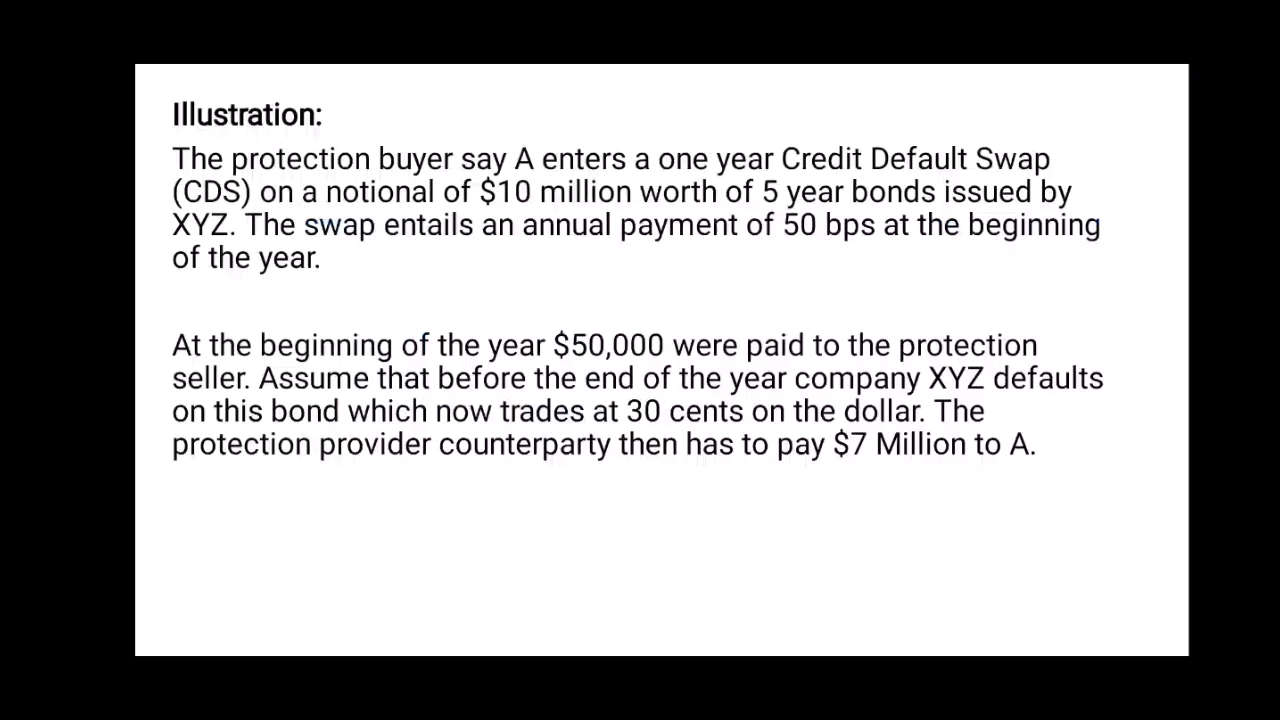 Illustration:
The protection buyer say A enters a one year Credit Default Swap
(CDS) on a notional of $10 million worth of 5 year bonds issued by
XYZ. The swap entails an annual payment of 50 bps at the beginning
of the year.
At the beginning of the year $50,000 were paid to the protection
seller. Assume that before the end of the year company XYZ defaults
on this bond which now trades at 30 cents on the dollar. The
protection provider counterparty then has to pay $7 Million to A.